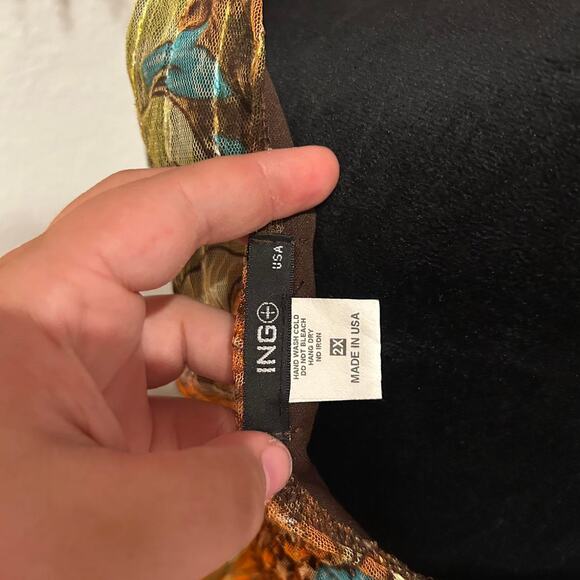 ING⊕
USA
HAND WASH COLD
DO NOT BLEACH
HANG DRY
NO IRON
2X
MADE IN USA